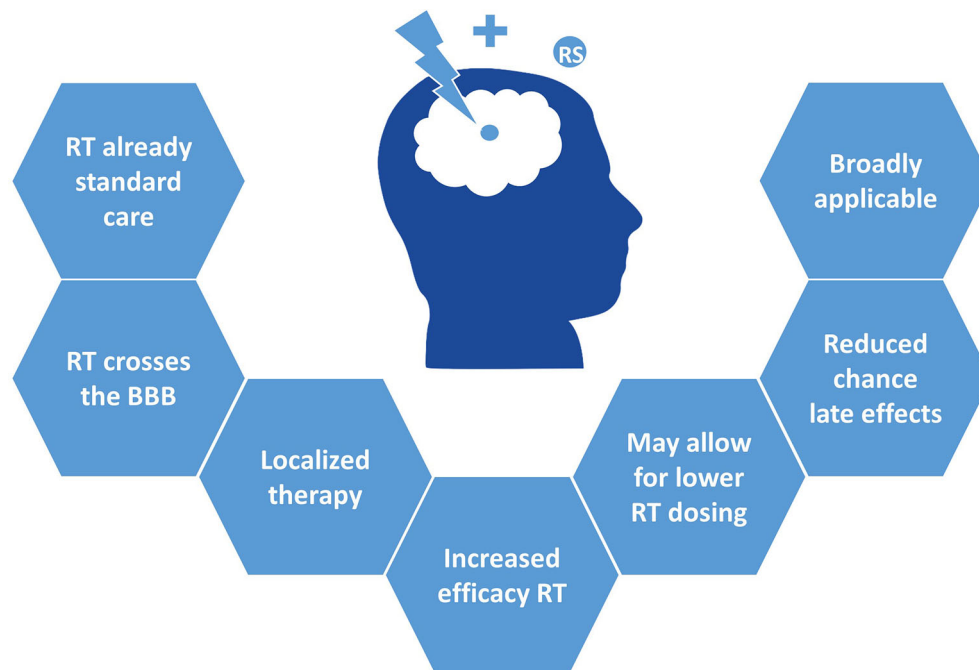 +
RS
RT already
standard
care
RT crosses
the BBB
Localized
therapy
Increased
efficacy RT
May allow
for lower
RT dosing
Reduced
chance
late effects
Broadly
applicable